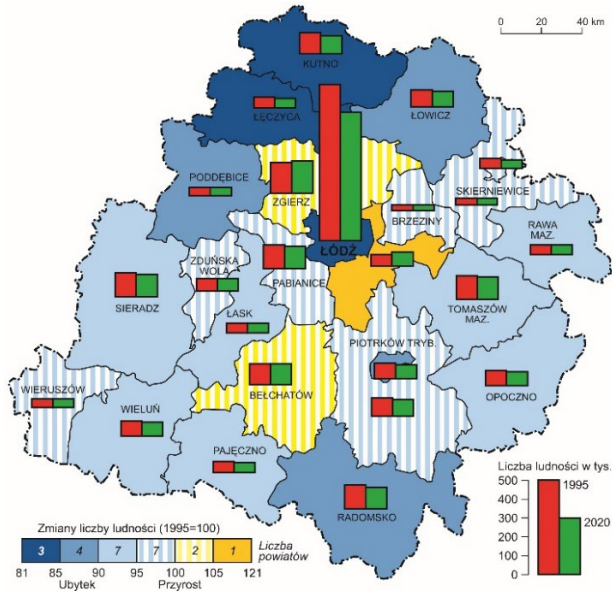 0 20 40 km
KUTNO
ŁĘCZYCA
ŁOWICZ
PODDĘBICE
ZGIERZ
SKIERNIEWICE
BRZEZINY
RAWA
MAZ.
ŁÓDŹ
ZDUŃSKA
WOLA
PABIANICE
SIERADZ
TOMASZÓW
MAZ.
ŁASK
PIOTRKÓW TRYB.
WIERUSZÓW
BEŁCHATÓW
OPOCZNO
WIELUŃ
PAJĘCZNO
RADOMSKO
Liczba ludności w tys.
500
400
300
200
100
0
1995
2020
Zmiany liczby ludności (1995=100)
3 4 7 7 2 1 Liczba
powiatów
81 85 90 95 100 105 121
Ubytek Przyrost